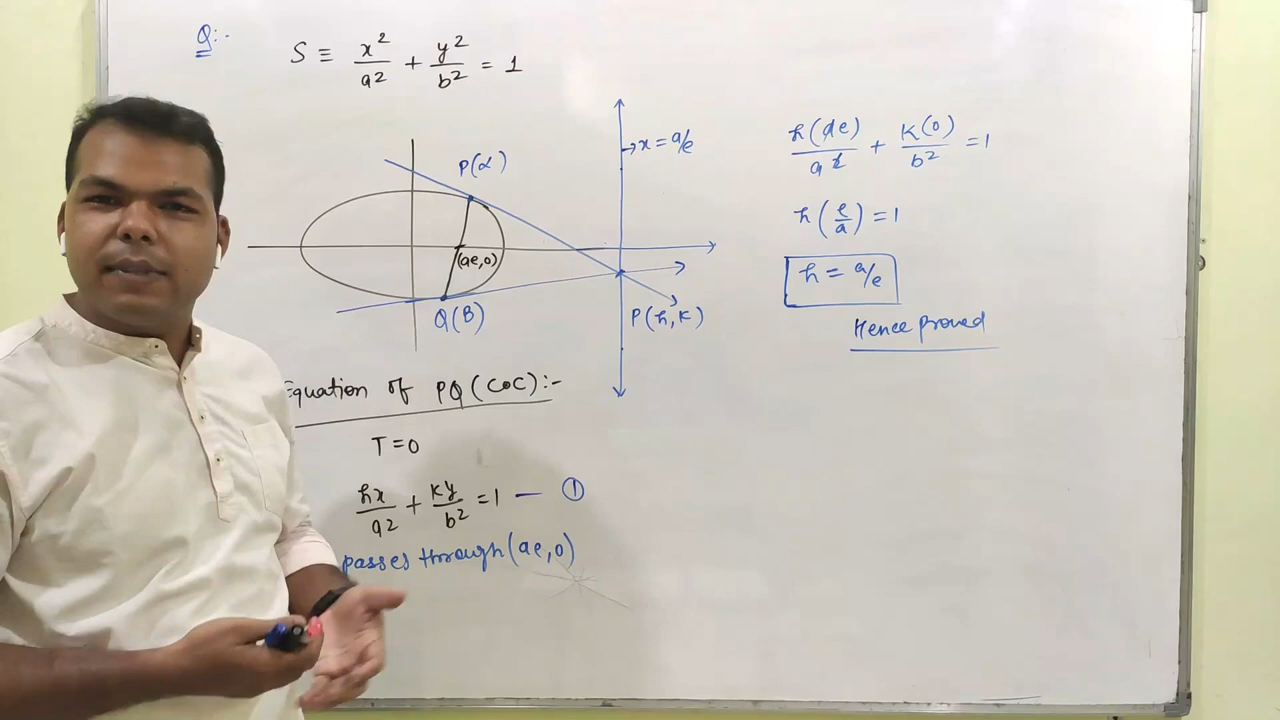 Q:-
S ≡ x²/a² + y²/b² = 1
P(α)
→ x = a/e
(ae,0)
Q(B)
P(h, K)
Equation of PQ (COC):-
T = 0
hx/a² + Ky/b² = 1 — ①
passes through (ae, 0)
h(ae)/a² + K(0)/b² = 1
h(e/a) = 1
h = a/e
Hence proved